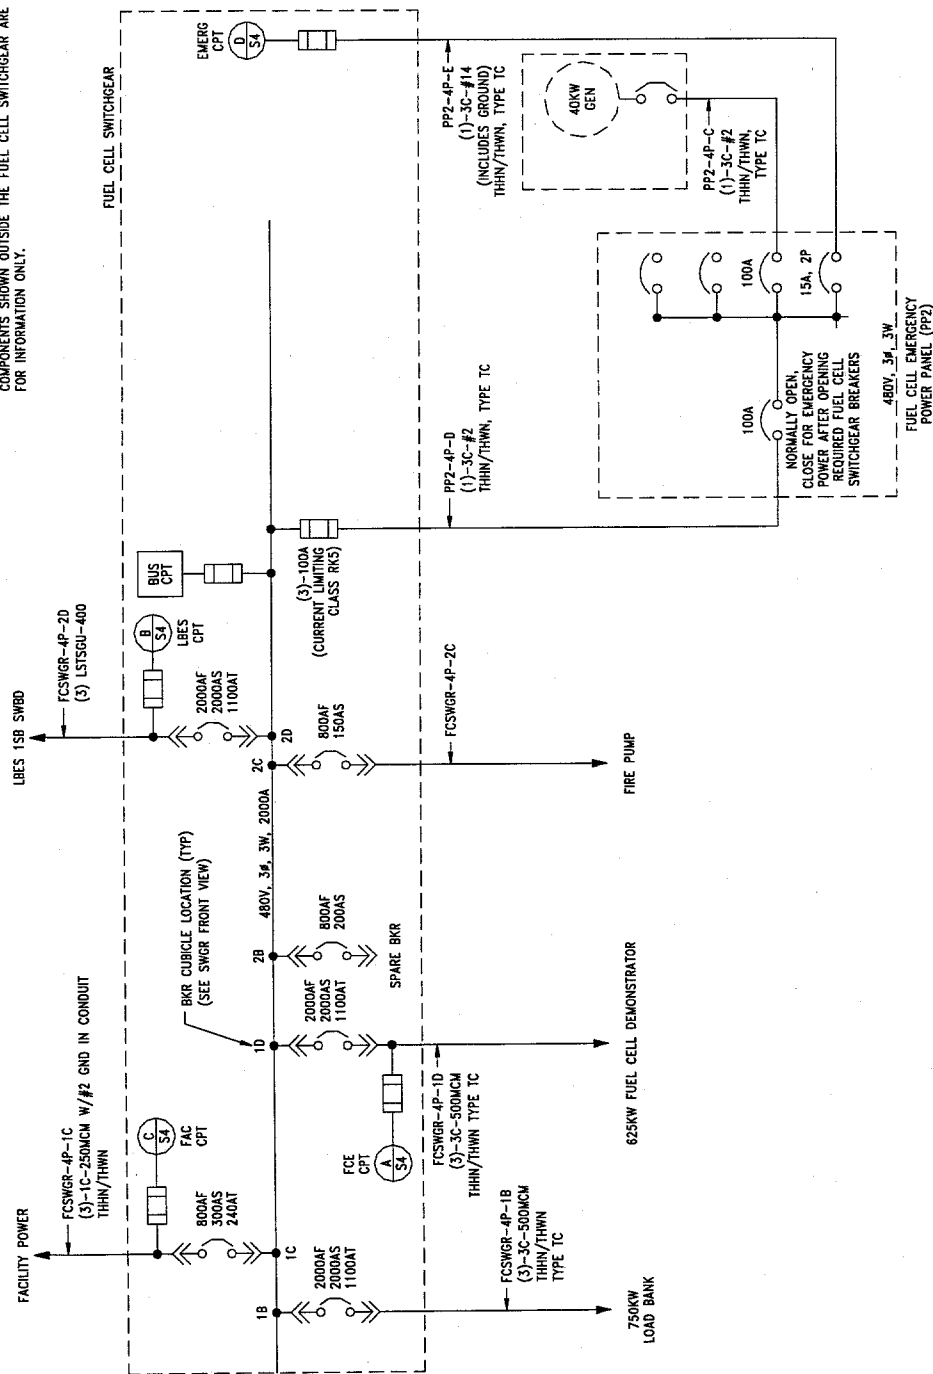 COMPONENTS SHOWN OUTSIDE THE FUEL CELL SWITCHGEAR ARE
FOR INFORMATION ONLY.
FUEL CELL SWITCHGEAR
FACILITY POWER
FCSWGR-4P-1C
(3)-1C-250MCM W/#2 GND IN CONDUIT
THHN/THWN
C
S4
FAC
CPT
800AF
300AS
240AT
1C
1B
2000AF
2000AS
1100AT
FCSWGR-4P-1B
(3)-3C-500MCM
THHN/THWN
TYPE TC
750KW
LOAD BANK
BKR CUBICLE LOCATION (TYP)
(SEE SWGR FRONT VIEW)
1D
2000AF
2000AS
1100AT
FCE
CPT
A
S4
FCSWGR-4P-1D
(3)-3C-500MCM
THHN/THWN TYPE TC
625KW FUEL CELL DEMONSTRATOR
2B
800AF
200AS
SPARE BKR
480V, 3ø, 3W, 2000A
LBES 1SB SWBD
FCSWGR-4P-2D
(3) LSTSGU-400
B
S4
LBES
CPT
2000AF
2000AS
1100AT
2D
2C
800AF
150AS
FCSWGR-4P-2C
FIRE PUMP
BUS
CPT
(3)-100A
(CURRENT LIMITING
CLASS RK5)
PP2-4P-D
(1)-3C-#2
THHN/THWN, TYPE TC
EMERG
CPT
D
S4
PP2-4P-E
(1)-3C-#14
(INCLUDES GROUND)
THHN/THWN, TYPE TC
40KW
GEN
PP2-4P-C
(1)-3C-#2
THHN/THWN,
TYPE TC
100A
15A, 2P
100A
NORMALLY OPEN,
CLOSE FOR EMERGENCY
POWER AFTER OPENING
REQUIRED FUEL CELL
SWITCHGEAR BREAKERS
480V, 3ø, 3W
FUEL CELL EMERGENCY
POWER PANEL (PP2)